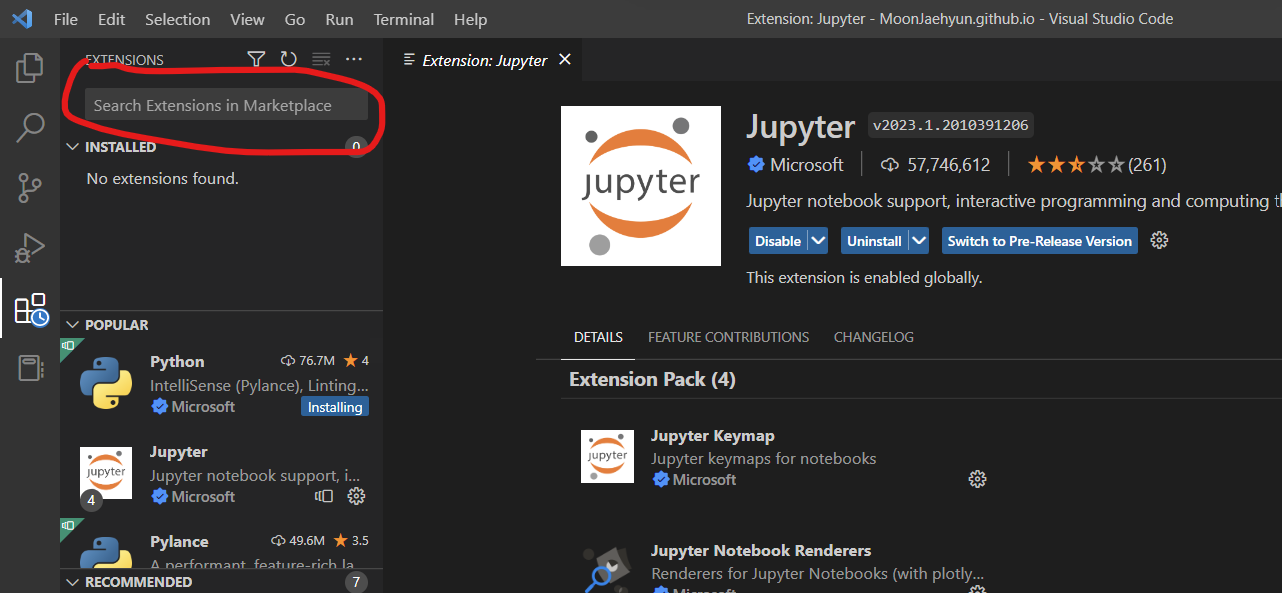 File Edit Selection View Go Run Terminal Help
Extension: Jupyter - MoonJaehyun.github.io - Visual Studio Code
EXTENSIONS
Search Extensions in Marketplace
INSTALLED 0
No extensions found.
POPULAR
Python 76.7M 4
IntelliSense (Pylance), Linting...
Microsoft Installing
Jupyter
Jupyter notebook support, i...
Microsoft
jupyter
4
Pylance 49.6M 3.5
A performant, feature-rich la...
RECOMMENDED 7
Extension: Jupyter
jupyter
Jupyter v2023.1.2010391206
Microsoft 57,746,612 (261)
Jupyter notebook support, interactive programming and computing
Disable Uninstall Switch to Pre-Release Version
This extension is enabled globally.
DETAILS FEATURE CONTRIBUTIONS CHANGELOG
Extension Pack (4)
jupyter
Jupyter Keymap
Jupyter keymaps for notebooks
Microsoft
Jupyter Notebook Renderers
Renderers for Jupyter Notebooks (with plotly...
Microsoft